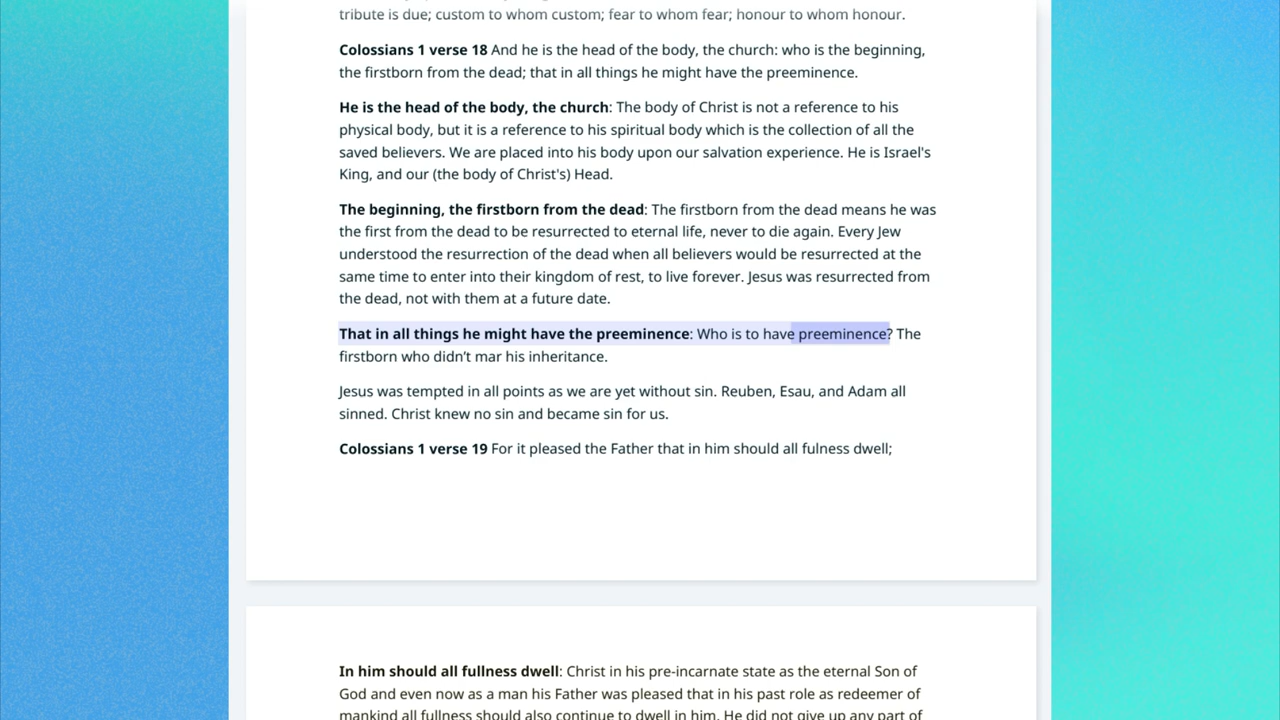 tribute is due; custom to whom custom; fear to whom fear; honour to whom honour.
Colossians 1 verse 18 And he is the head of the body, the church: who is the beginning,
the firstborn from the dead; that in all things he might have the preeminence.
He is the head of the body, the church: The body of Christ is not a reference to his
physical body, but it is a reference to his spiritual body which is the collection of all the
saved believers. We are placed into his body upon our salvation experience. He is Israel's
King, and our (the body of Christ's) Head.
The beginning, the firstborn from the dead: The firstborn from the dead means he was
the first from the dead to be resurrected to eternal life, never to die again. Every Jew
understood the resurrection of the dead when all believers would be resurrected at the
same time to enter into their kingdom of rest, to live forever. Jesus was resurrected from
the dead, not with them at a future date.
That in all things he might have the preeminence: Who is to have preeminence? The
firstborn who didn't mar his inheritance.
Jesus was tempted in all points as we are yet without sin. Reuben, Esau, and Adam all
sinned. Christ knew no sin and became sin for us.
Colossians 1 verse 19 For it pleased the Father that in him should all fulness dwell;
In him should all fullness dwell: Christ in his pre-incarnate state as the eternal Son of
God and even now as a man his Father was pleased that in his past role as redeemer of
mankind all fullness should also continue to dwell in him. He did not give up any part of